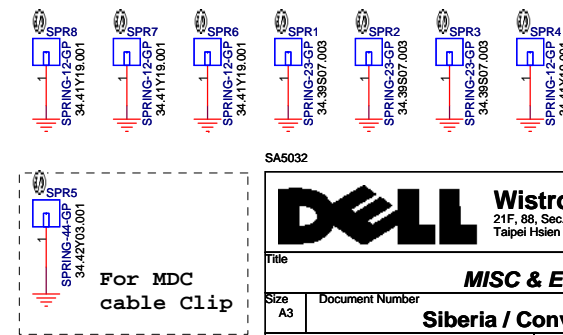 SPR8
SPR7
SPR6
SPR1
SPR2
SPR3
SPR4
1
SPRING-12-GP
34.41Y19.001
1
SPRING-12-GP
34.41Y19.001
1
SPRING-12-GP
34.41Y19.001
1
SPRING-23-GP
34.39S07.003
1
SPRING-23-GP
34.39S07.003
1
SPRING-23-GP
34.39S07.003
1
SPRING-12-GP
SA5032
SPR5
1
SPRING-44-GP
34.42Y03.001
For MDC
cable Clip
DELL
Wistro
21F, 88, Sec.
Taipei Hsien
Title
MISC & E
Size
A3
Document Number
Siberia / Conv